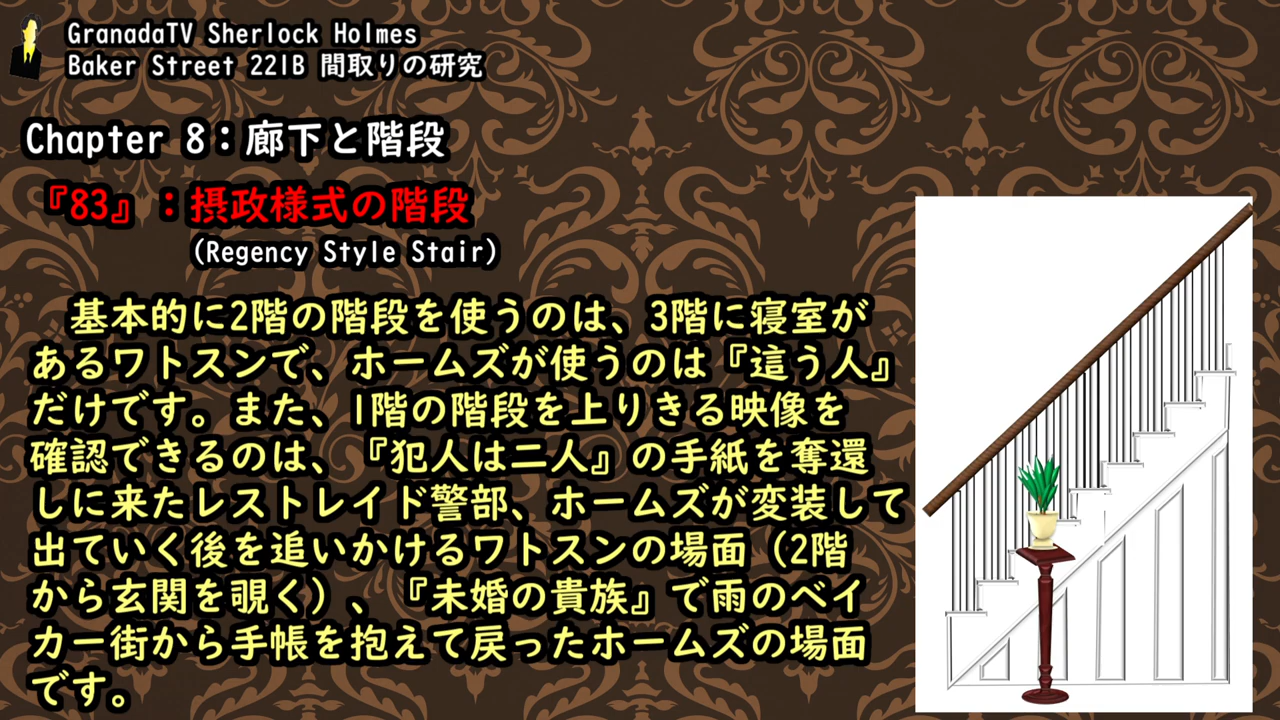 GranadaTV Sherlock Holmes
Baker Street 221B 間取りの研究
Chapter 8：廊下と階段
『83』：摂政様式の階段
(Regency Style Stair)
基本的に2階の階段を使うのは、3階に寝室が
あるワトスンで、ホームズが使うのは『這う人』
だけです。また、1階の階段を上りきる映像を
確認できるのは、『犯人は二人』の手紙を奪還
しに来たレストレイド警部、ホームズが変装して
出ていく後を追いかけるワトスンの場面（2階
から玄関を覗く）、『未婚の貴族』で雨のベイ
カー街から手帳を抱えて戻ったホームズの場面
です。